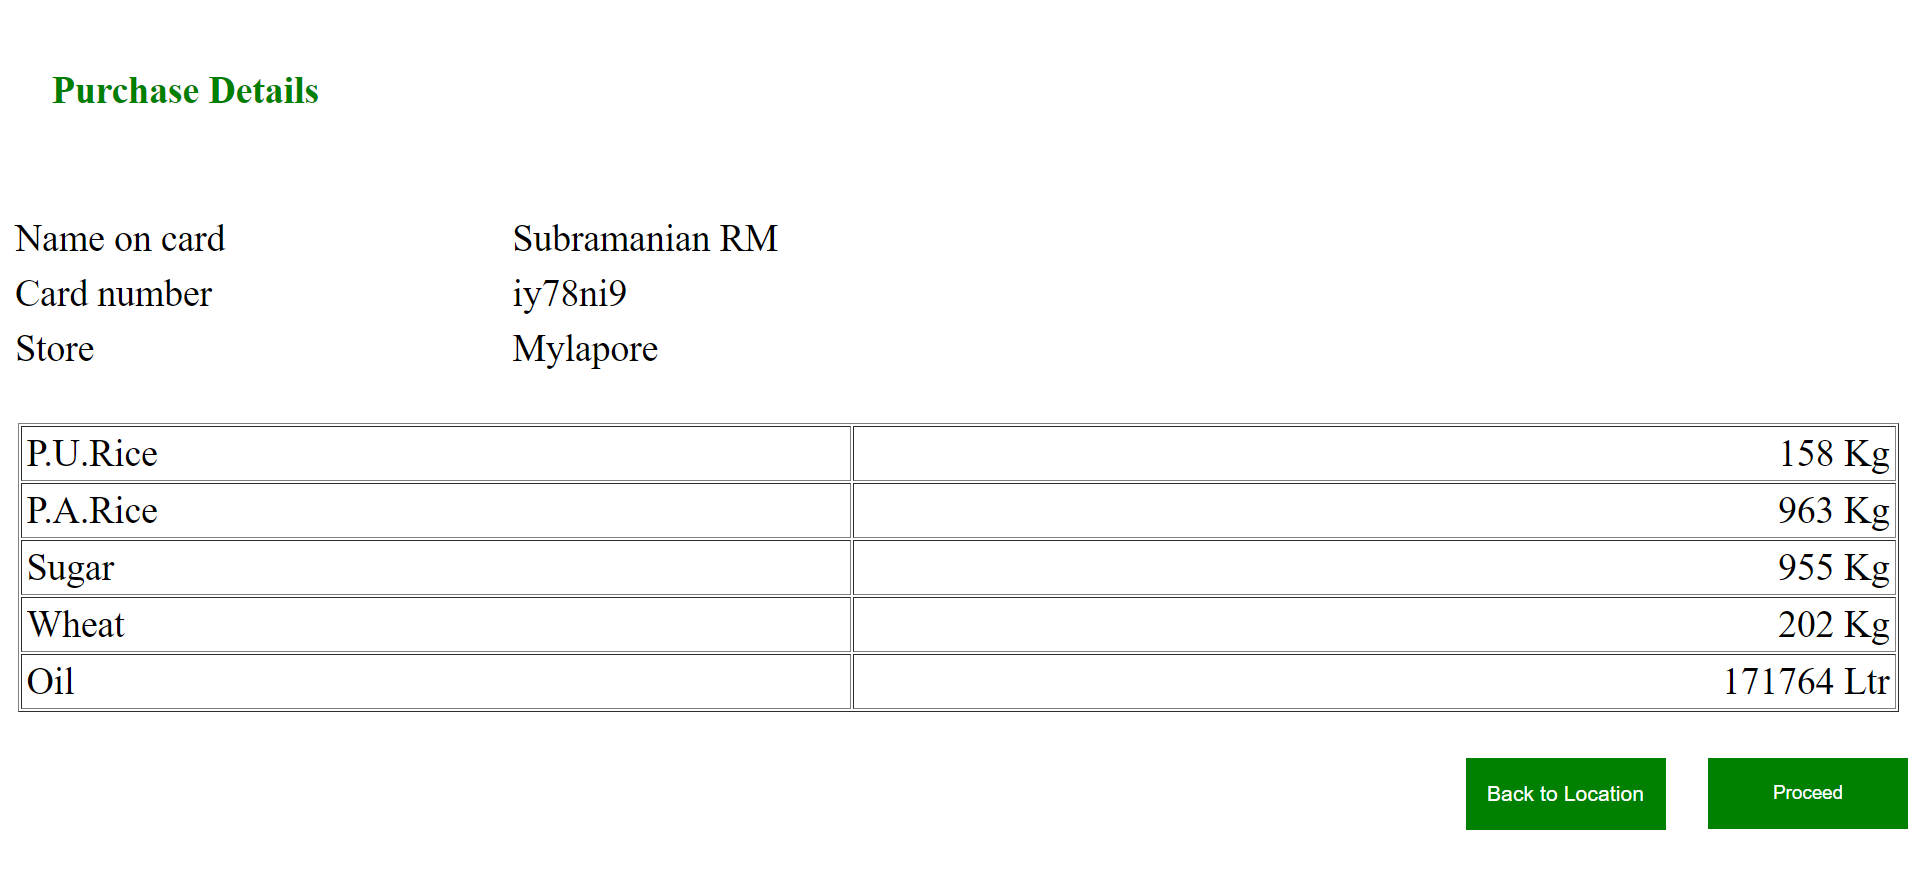 Purchase Details
Name on card Subramanian RM
Card number iy78ni9
Store Mylapore
P.U.Rice 158 Kg
P.A.Rice 963 Kg
Sugar 955 Kg
Wheat 202 Kg
Oil 171764 Ltr
Back to Location Proceed